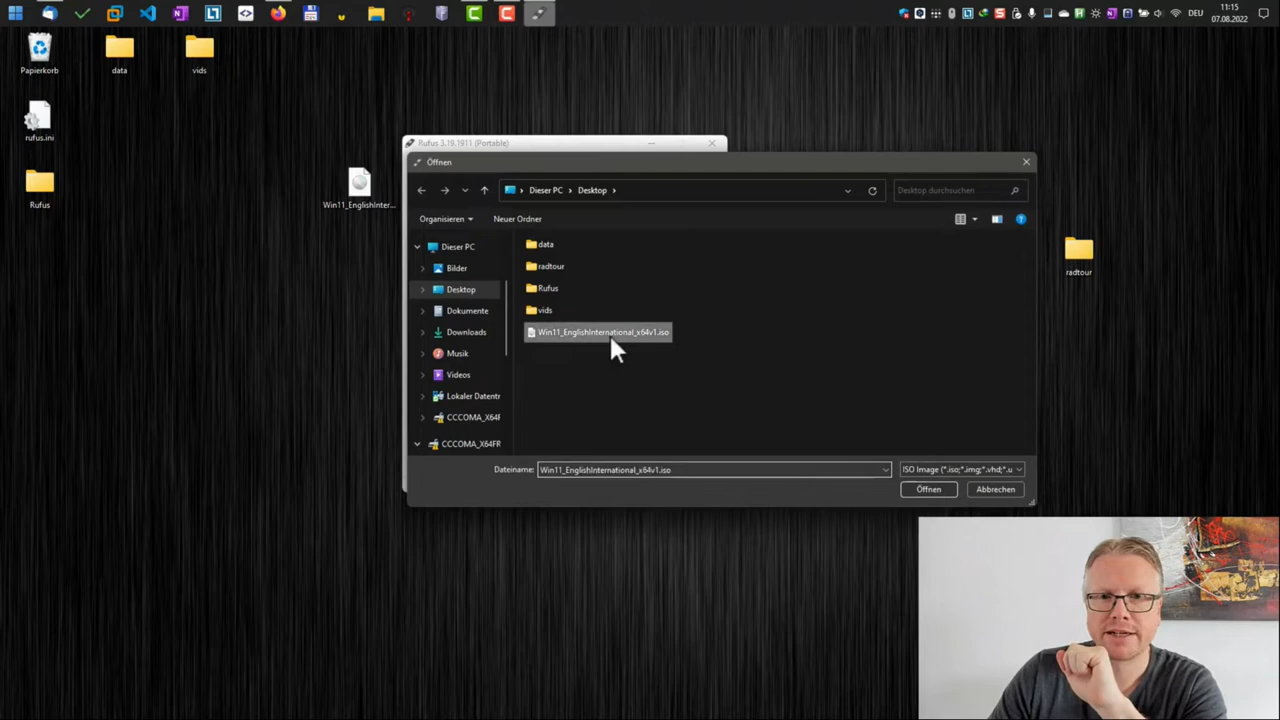 DEU
11:15
07.08.2022
Papierkorb
data
vids
rufus.ini
Rufus
Win11_EnglishInter...
radtour
Rufus 3.19.1911 (Portable)
Öffnen
Dieser PC
Desktop
Desktop durchsuchen
Organisieren
Neuer Ordner
Dieser PC
Bilder
Desktop
Dokumente
Downloads
Musik
Videos
Lokaler Datentr
CCCOMA_X64F
CCCOMA_X64FR
data
radtour
Rufus
vids
Win11_EnglishInternational_x64v1.iso
Dateiname:
Win11_EnglishInternational_x64v1.iso
ISO Image (*.iso;*.img;*.vhd;*.u
Öffnen
Abbrechen